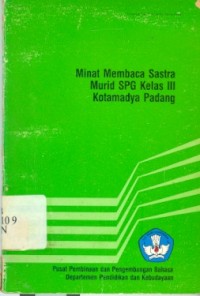 Minat Membaca Sastra
Murid SPG Kelas III
Kotamadya Padang
109
N
Pusat Pembinaan dan Pengembangan Bahasa
Departemen Pendidikan dan Kebudayaan